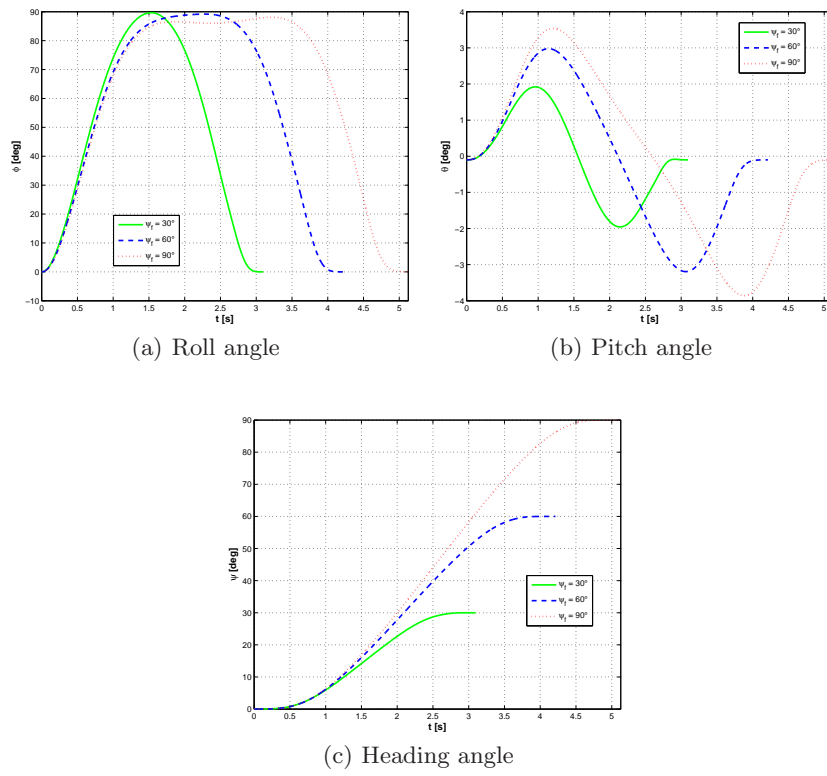 90
80
70
60
50
40
30
20
10
0
−10
ϕ [deg]
0 0.5 1 1.5 2 2.5 3 3.5 4 4.5 5
t [s]
ψf = 30°
ψf = 60°
ψf = 90°
(a) Roll angle
4
3
2
1
0
−1
−2
−3
−4
θ [deg]
0 0.5 1 1.5 2 2.5 3 3.5 4 4.5 5
t [s]
ψf = 30°
ψf = 60°
ψf = 90°
(b) Pitch angle
90
80
70
60
50
40
30
20
10
0
ψ [deg]
0 0.5 1 1.5 2 2.5 3 3.5 4 4.5 5
t [s]
ψf = 30°
ψf = 60°
ψf = 90°
(c) Heading angle